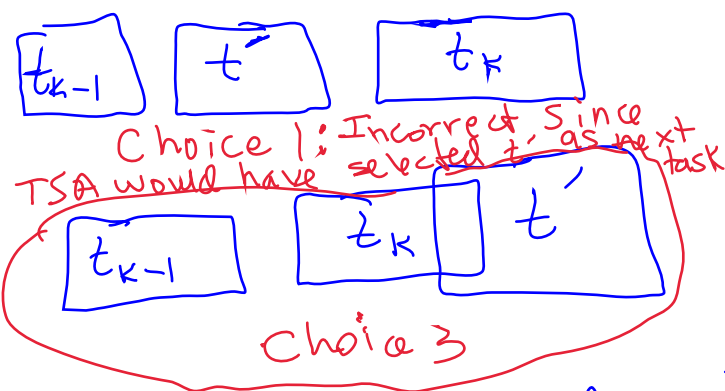 t_{k-1} t' t_k
Choice 1: Incorrect since
TSA would have selected t' as next task
t_{k-1} t_k t'
Choice 3